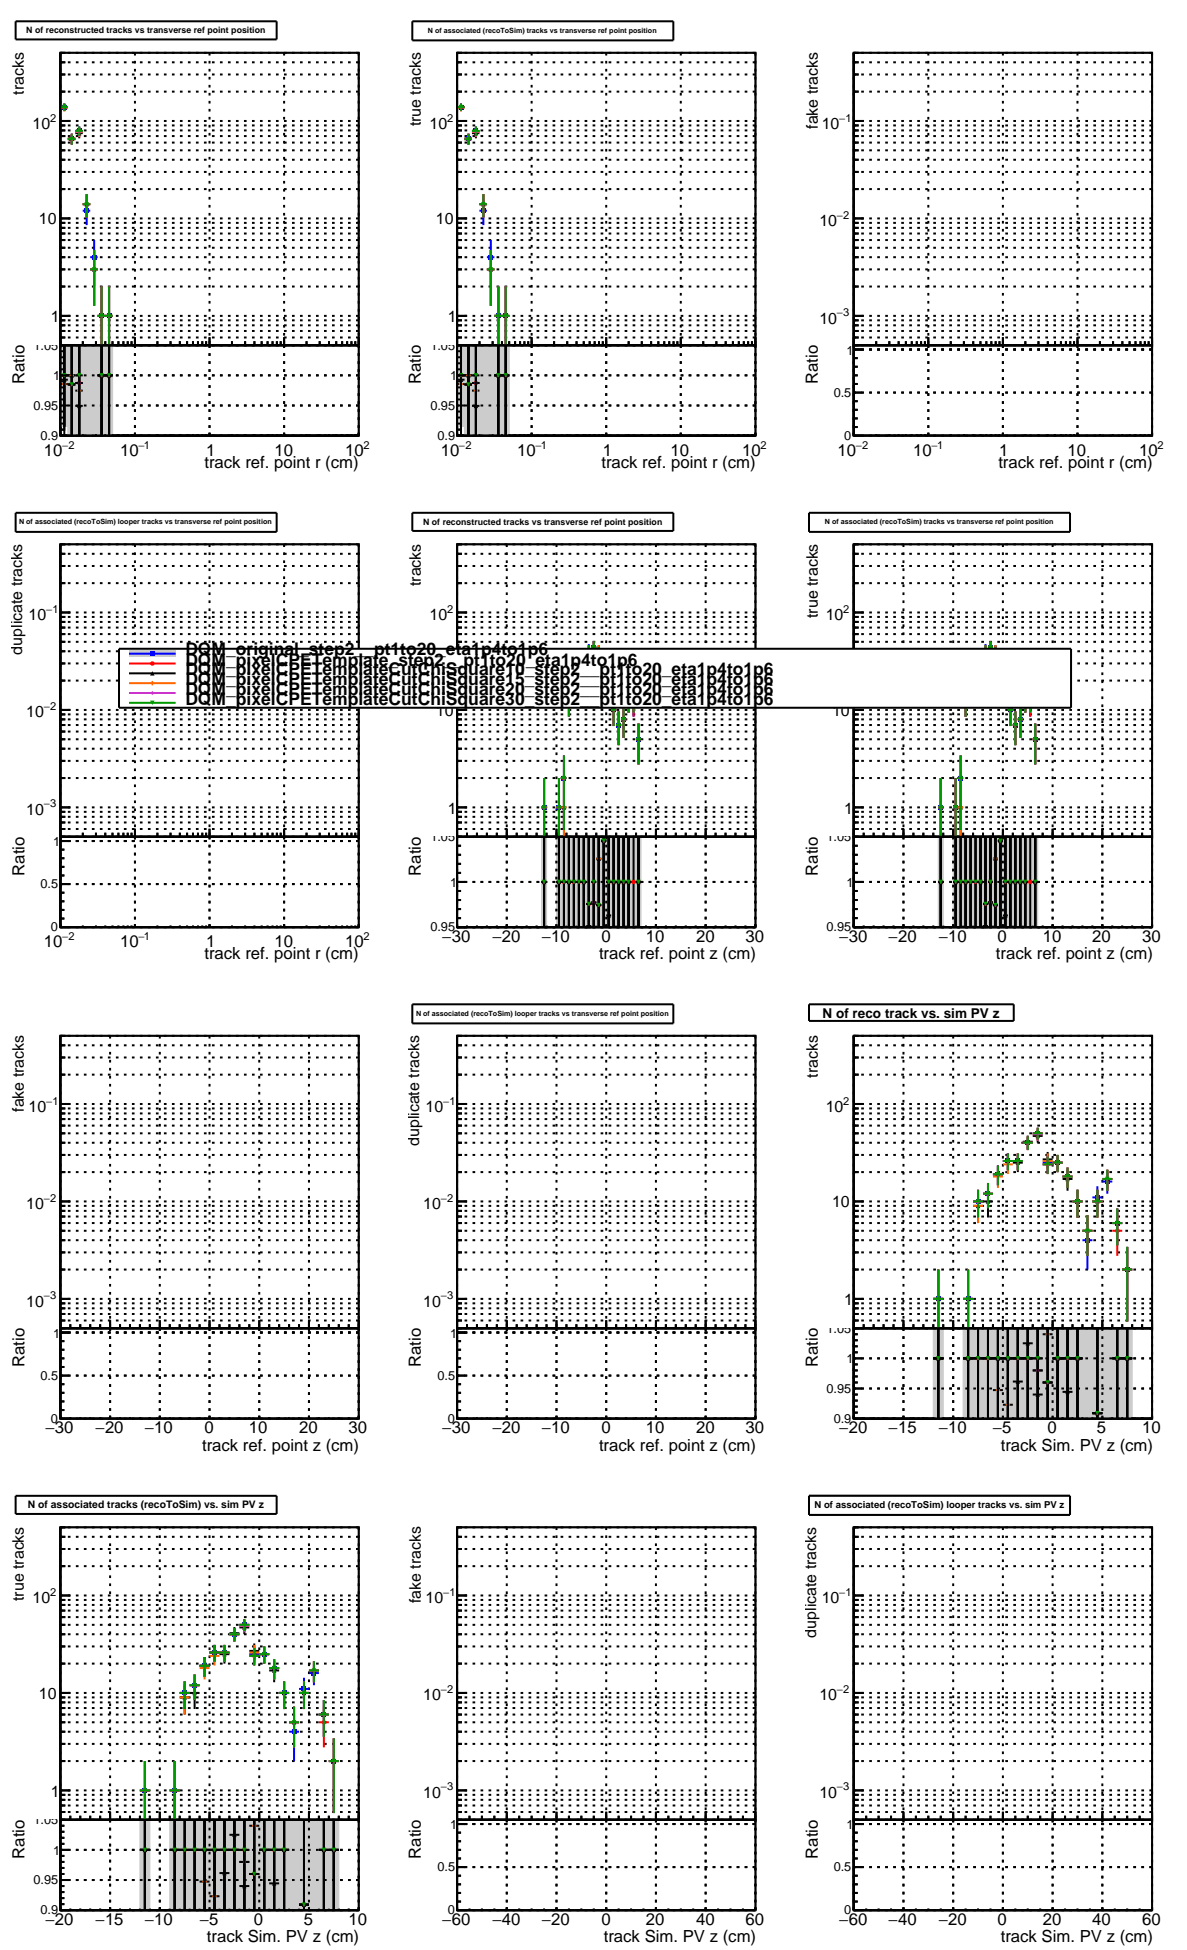 N of reconstructed tracks vs transverse ref point position
tracks
10²
10
1
Ratio
1.05
1
0.95
0.9
10⁻² 10⁻¹ 1 10 10²
track ref. point r (cm)
N of associated (recoToSim) tracks vs transverse ref point position
true tracks
10²
10
1
Ratio
1.05
1
0.95
0.9
10⁻² 10⁻¹ 1 10 10²
track ref. point r (cm)
fake tracks
10⁻¹
10⁻²
10⁻³
Ratio
1
0.5
0
10⁻² 10⁻¹ 1 10 10²
track ref. point r (cm)
N of associated (recoToSim) looper tracks vs transverse ref point position
duplicate tracks
10⁻¹
10⁻²
10⁻³
Ratio
1
0.5
0
10⁻² 10⁻¹ 1 10 10²
track ref. point r (cm)
N of reconstructed tracks vs transverse ref point position
tracks
10²
10
1
Ratio
1.05
1
0.95
−30 −20 −10 0 10 20 30
track ref. point z (cm)
N of associated (recoToSim) tracks vs transverse ref point position
true tracks
10²
10
1
Ratio
1.05
1
0.95
−30 −20 −10 0 10 20 30
track ref. point z (cm)
DQM_original_step2__pt1to20_eta1p4to1p6
DQM_pixelCPETemplate_step2__pt1to20_eta1p4to1p6
DQM_pixelCPETemplateCutChiSquare10_step2__pt1to20_eta1p4to1p6
DQM_pixelCPETemplateCutChiSquare15_step2__pt1to20_eta1p4to1p6
DQM_pixelCPETemplateCutChiSquare20_step2__pt1to20_eta1p4to1p6
DQM_pixelCPETemplateCutChiSquare30_step2__pt1to20_eta1p4to1p6
fake tracks
10⁻¹
10⁻²
10⁻³
Ratio
1
0.5
0
−30 −20 −10 0 10 20 30
track ref. point z (cm)
N of associated (recoToSim) looper tracks vs transverse ref point position
duplicate tracks
10⁻¹
10⁻²
10⁻³
Ratio
1
0.5
0
−30 −20 −10 0 10 20 30
track ref. point z (cm)
N of reco track vs. sim PV z
tracks
10²
10
1
Ratio
1.05
1
0.95
0.9
−20 −15 −10 −5 0 5 10
track Sim. PV z (cm)
N of associated tracks (recoToSim) vs. sim PV z
true tracks
10²
10
1
Ratio
1.05
1
0.95
0.9
−20 −15 −10 −5 0 5 10
track Sim. PV z (cm)
fake tracks
10⁻¹
10⁻²
10⁻³
Ratio
1
0.5
0
−60 −40 −20 0 20 40 60
track Sim. PV z (cm)
N of associated (recoToSim) looper tracks vs. sim PV z
duplicate tracks
10⁻¹
10⁻²
10⁻³
Ratio
1
0.5
0
−60 −40 −20 0 20 40 60
track Sim. PV z (cm)